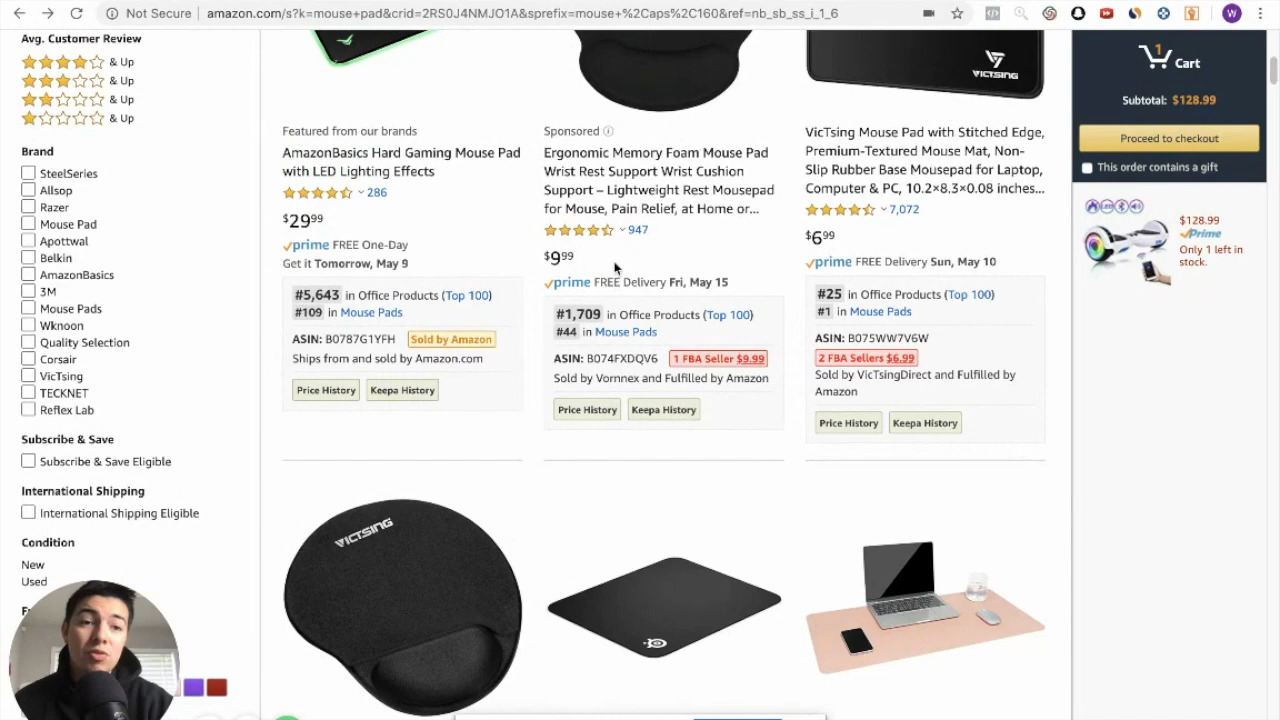 Not Secure
amazon.com/s?k=mouse+pad&crid=2RS0J4NMJO1A&sprefix=mouse+%2Caps%2C160&ref=nb_sb_ss_i_1_6
W
Avg. Customer Review
& Up
& Up
& Up
& Up
Brand
SteelSeries
Allsop
Razer
Mouse Pad
Apottwal
Belkin
AmazonBasics
3M
Mouse Pads
Wknoon
Quality Selection
Corsair
VicTsing
TECKNET
Reflex Lab
Subscribe & Save
Subscribe & Save Eligible
International Shipping
International Shipping Eligible
Condition
New
Used
Featured from our brands
AmazonBasics Hard Gaming Mouse Pad
with LED Lighting Effects
286
$29.99
prime FREE One-Day
Get it Tomorrow, May 9
#5,643 in Office Products (Top 100)
#109 in Mouse Pads
ASIN: B0787G1YFH Sold by Amazon
Ships from and sold by Amazon.com
Price History Keepa History
Sponsored
Ergonomic Memory Foam Mouse Pad
Wrist Rest Support Wrist Cushion
Support – Lightweight Rest Mousepad
for Mouse, Pain Relief, at Home or...
947
$9.99
prime FREE Delivery Fri, May 15
#1,709 in Office Products (Top 100)
#44 in Mouse Pads
ASIN: B074FXDQV6 1 FBA Seller $9.99
Sold by Vornnex and Fulfilled by Amazon
Price History Keepa History
VICTSING
VicTsing Mouse Pad with Stitched Edge,
Premium-Textured Mouse Mat, Non-
Slip Rubber Base Mousepad for Laptop,
Computer & PC, 10.2×8.3×0.08 inches...
7,072
$6.99
prime FREE Delivery Sun, May 10
#25 in Office Products (Top 100)
#1 in Mouse Pads
ASIN: B075WW7V6W
2 FBA Sellers $6.99
Sold by VicTsingDirect and Fulfilled by
Amazon
Price History Keepa History
VICTSING
1
Cart
Subtotal: $128.99
Proceed to checkout
This order contains a gift
$128.99
Prime
Only 1 left in
stock.